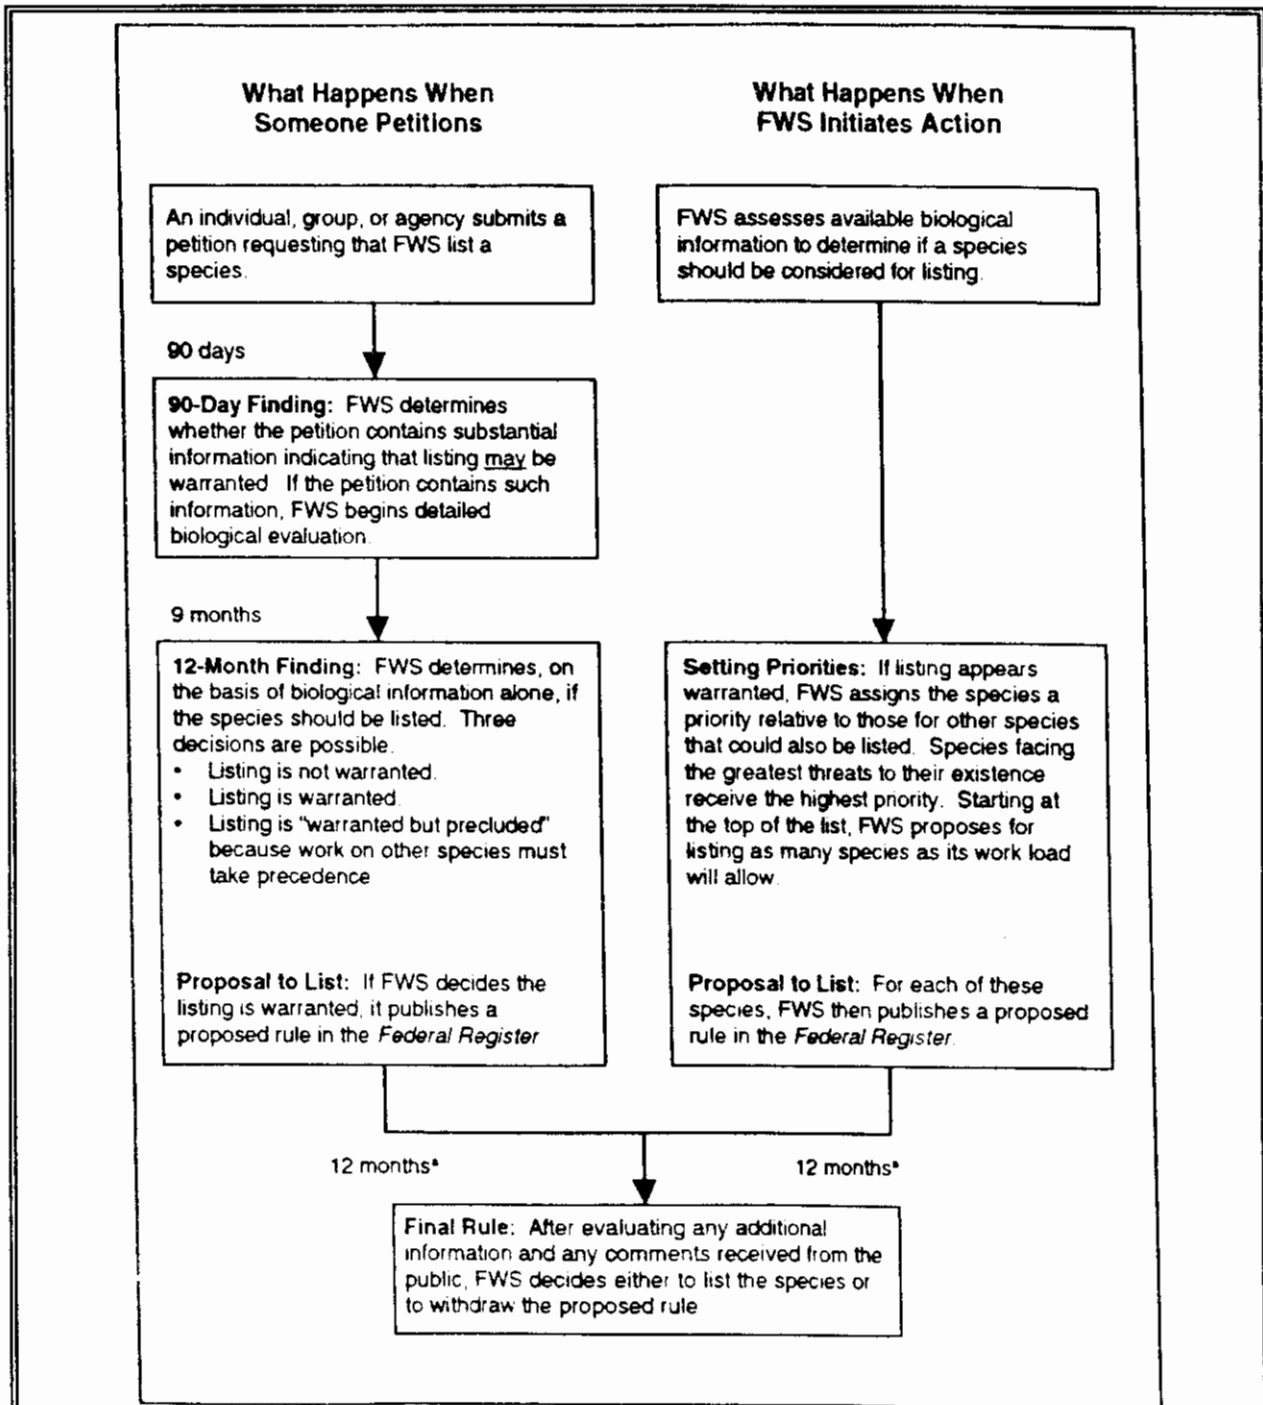 What Happens When
Someone Petitions
An individual, group, or agency submits a
petition requesting that FWS list a
species.
90 days
90-Day Finding: FWS determines
whether the petition contains substantial
information indicating that listing may be
warranted If the petition contains such
information, FWS begins detailed
biological evaluation.
9 months
12-Month Finding: FWS determines, on
the basis of biological information alone, if
the species should be listed. Three
decisions are possible.
• Listing is not warranted.
• Listing is warranted.
• Listing is "warranted but precluded"
because work on other species must
take precedence
Proposal to List: If FWS decides the
listing is warranted, it publishes a
proposed rule in the Federal Register
What Happens When
FWS Initiates Action
FWS assesses available biological
information to determine if a species
should be considered for listing.
Setting Priorities: If listing appears
warranted, FWS assigns the species a
priority relative to those for other species
that could also be listed. Species facing
the greatest threats to their existence
receive the highest priority. Starting at
the top of the list, FWS proposes for
listing as many species as its work load
will allow.
Proposal to List: For each of these
species, FWS then publishes a proposed
rule in the Federal Register.
12 monthsª
12 monthsª
Final Rule: After evaluating any additional
information and any comments received from the
public, FWS decides either to list the species or
to withdraw the proposed rule